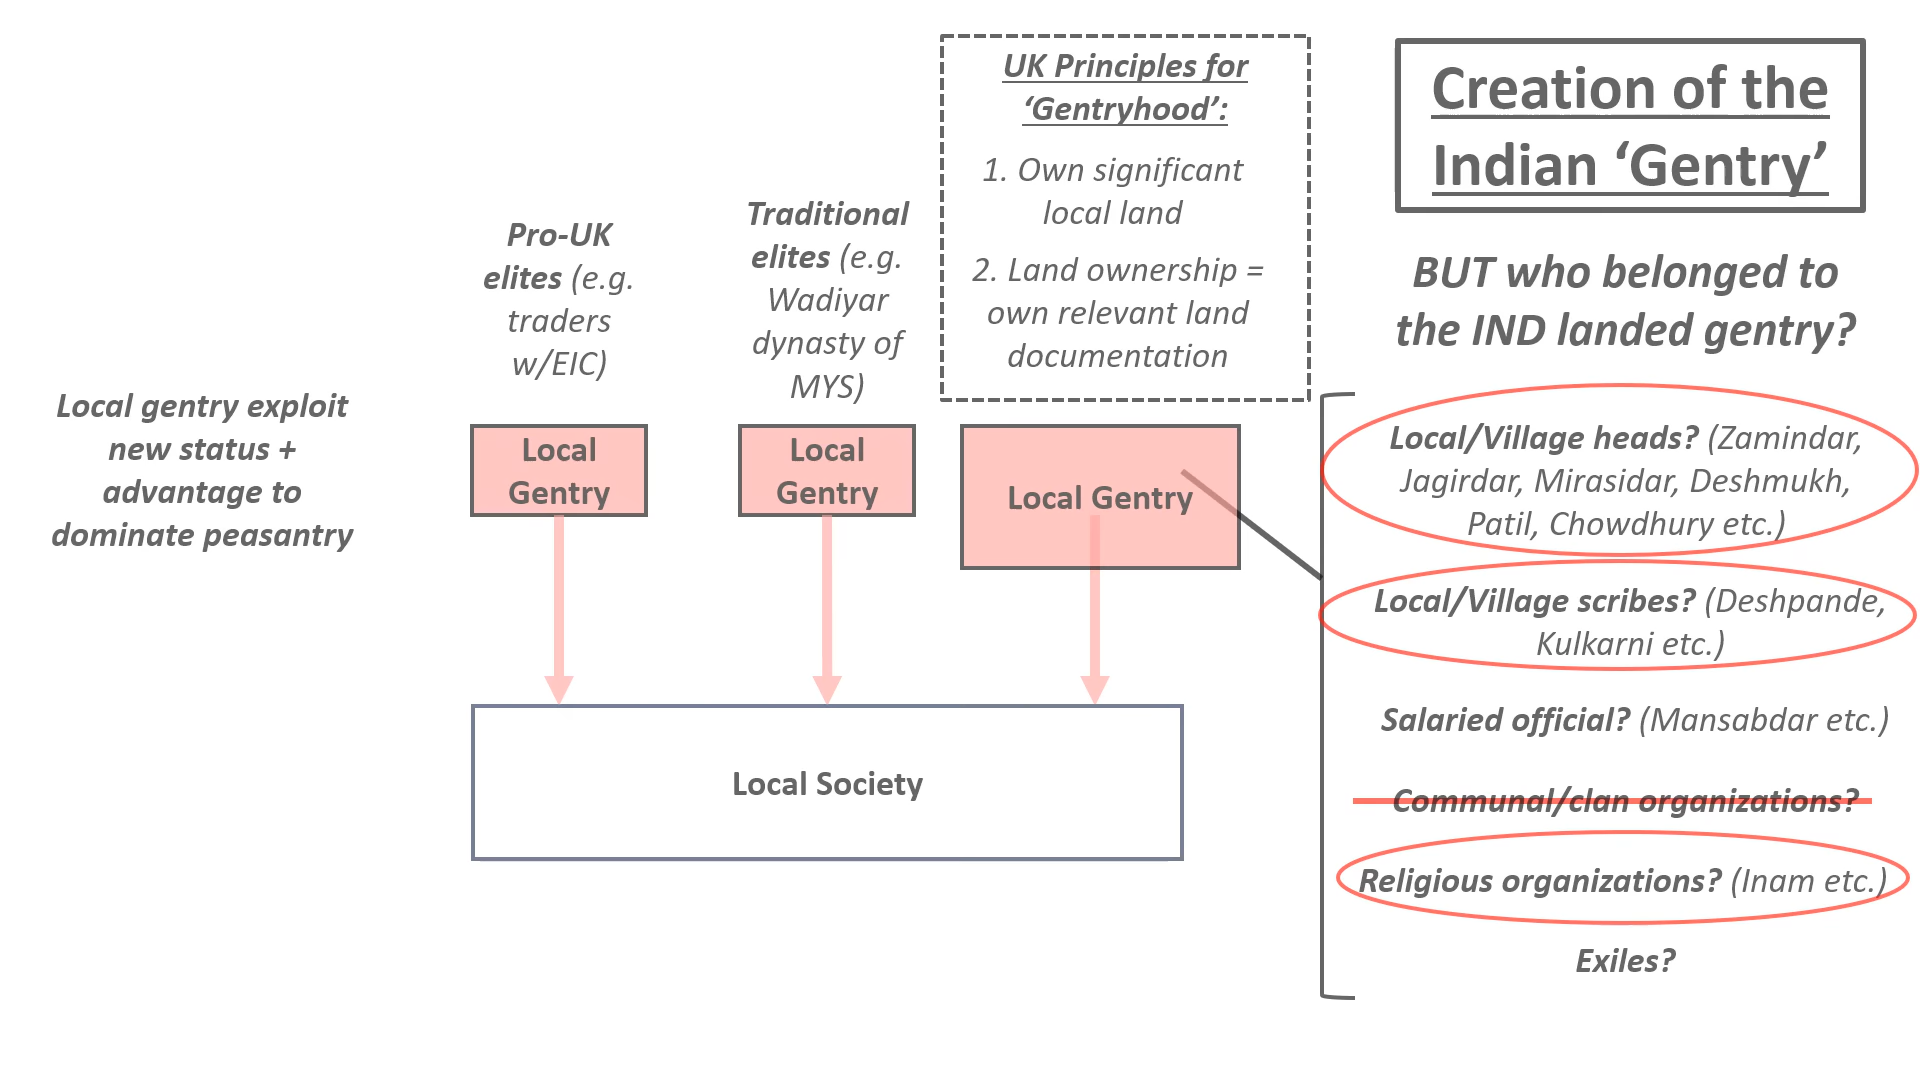 Creation of the
Indian ‘Gentry’
UK Principles for
‘Gentryhood’:
1. Own significant
local land
2. Land ownership =
own relevant land
documentation
Pro-UK
elites (e.g.
traders
w/EIC)
Traditional
elites (e.g.
Wadiyar
dynasty of
MYS)
BUT who belonged to
the IND landed gentry?
Local gentry exploit
new status +
advantage to
dominate peasantry
Local
Gentry
Local
Gentry
Local Gentry
Local/Village heads? (Zamindar,
Jagirdar, Mirasidar, Deshmukh,
Patil, Chowdhury etc.)
Local/Village scribes? (Deshpande,
Kulkarni etc.)
Salaried official? (Mansabdar etc.)
Communal/clan organizations?
Religious organizations? (Inam etc.)
Exiles?
Local Society